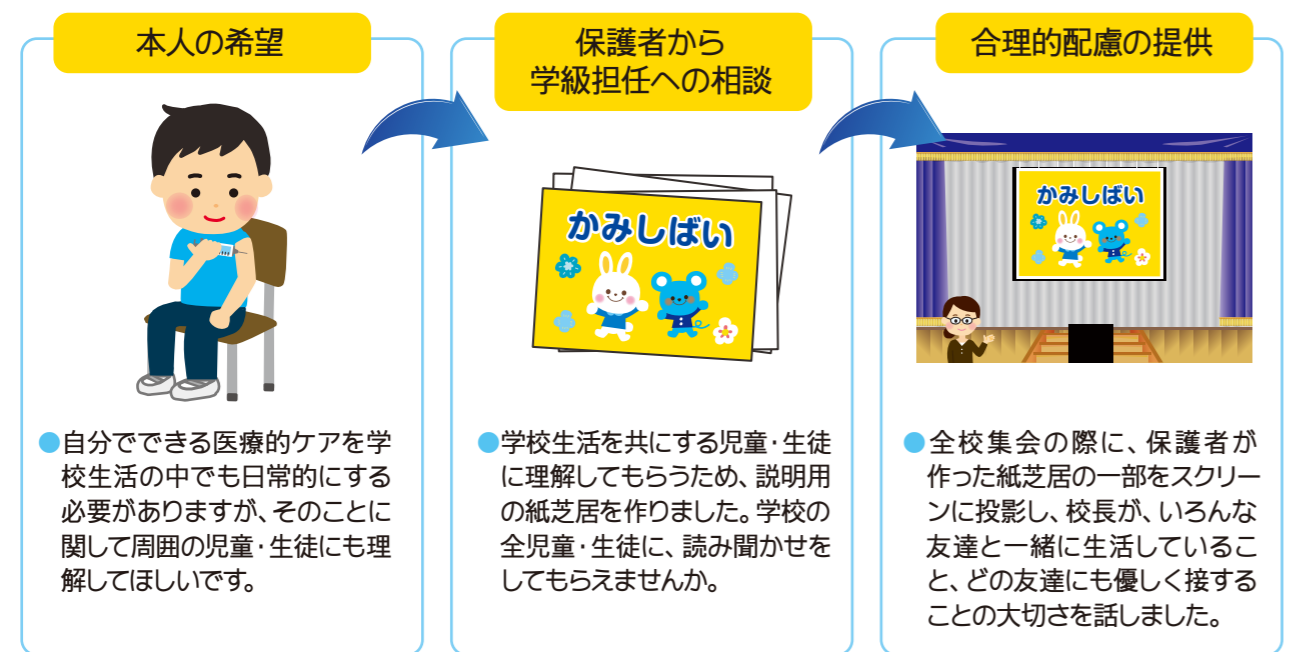 本人の希望
●自分でできる医療的ケアを学
校生活の中でも日常的にする
必要がありますが、そのことに
関して周囲の児童・生徒にも理
解してほしいです。
保護者から
学級担任への相談
かみしばい
●学校生活を共にする児童・生徒
に理解してもらうため、説明用
の紙芝居を作りました。学校の
全児童・生徒に、読み聞かせを
してもらえませんか。
合理的配慮の提供
かみしばい
●全校集会の際に、保護者が
作った紙芝居の一部をスクリー
ンに投影し、校長が、いろんな
友達と一緒に生活しているこ
と、どの友達にも優しく接する
ことの大切さを話しました。